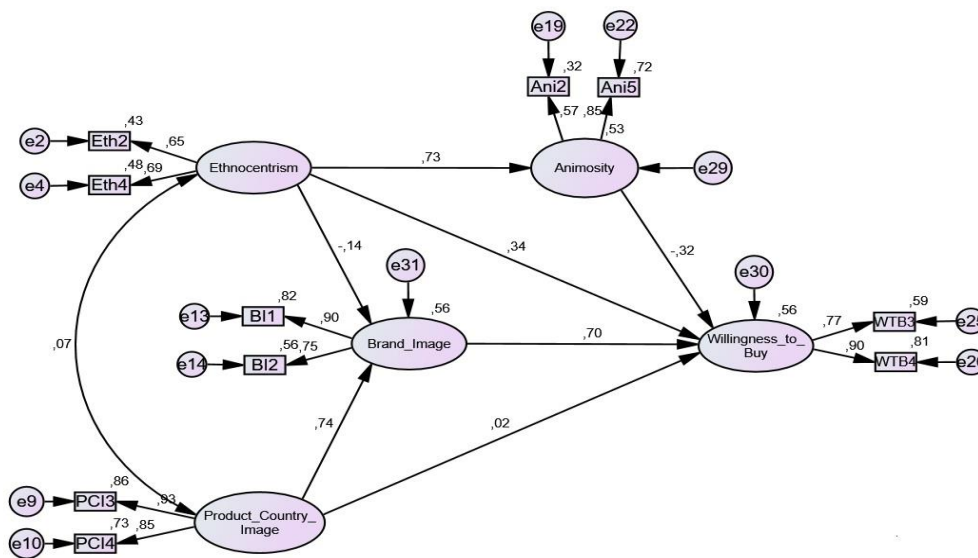 e19
e22
,32
,72
Ani2
Ani5
,57
,85
,53
e2
,43
Eth2
,65
Ethnocentrism
,73
Animosity
e29
e4
,48
Eth4
,69
-,14
,34
-,32
e31
e30
e13
,82
BI1
,90
,56
Brand_Image
,70
,56
Willingness_to_
Buy
,77
,59
WTB3
e25
e14
,56
BI2
,75
,90
,81
WTB4
,07
,74
,02
e9
,86
PCI3
,93
Product_Country_
Image
e10
,73
PCI4
,85